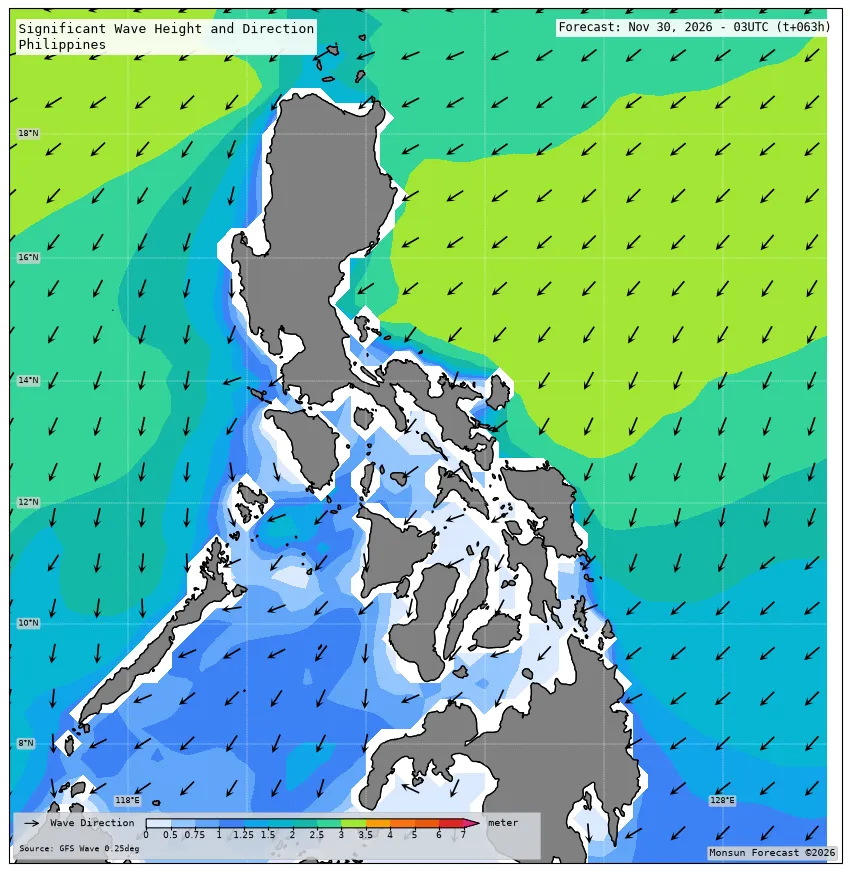 Significant Wave Height and Direction
Philippines
Forecast: Nov 30, 2026 - 03UTC (t+063h)
18°N
16°N
14°N
12°N
10°N
8°N
118°E
128°E
Wave Direction
0 0.5 0.75 1 1.25 1.5 2 2.5 3 3.5 4 5 6 7 meter
Source: GFS Wave 0.25deg
Monsun Forecast ©2026